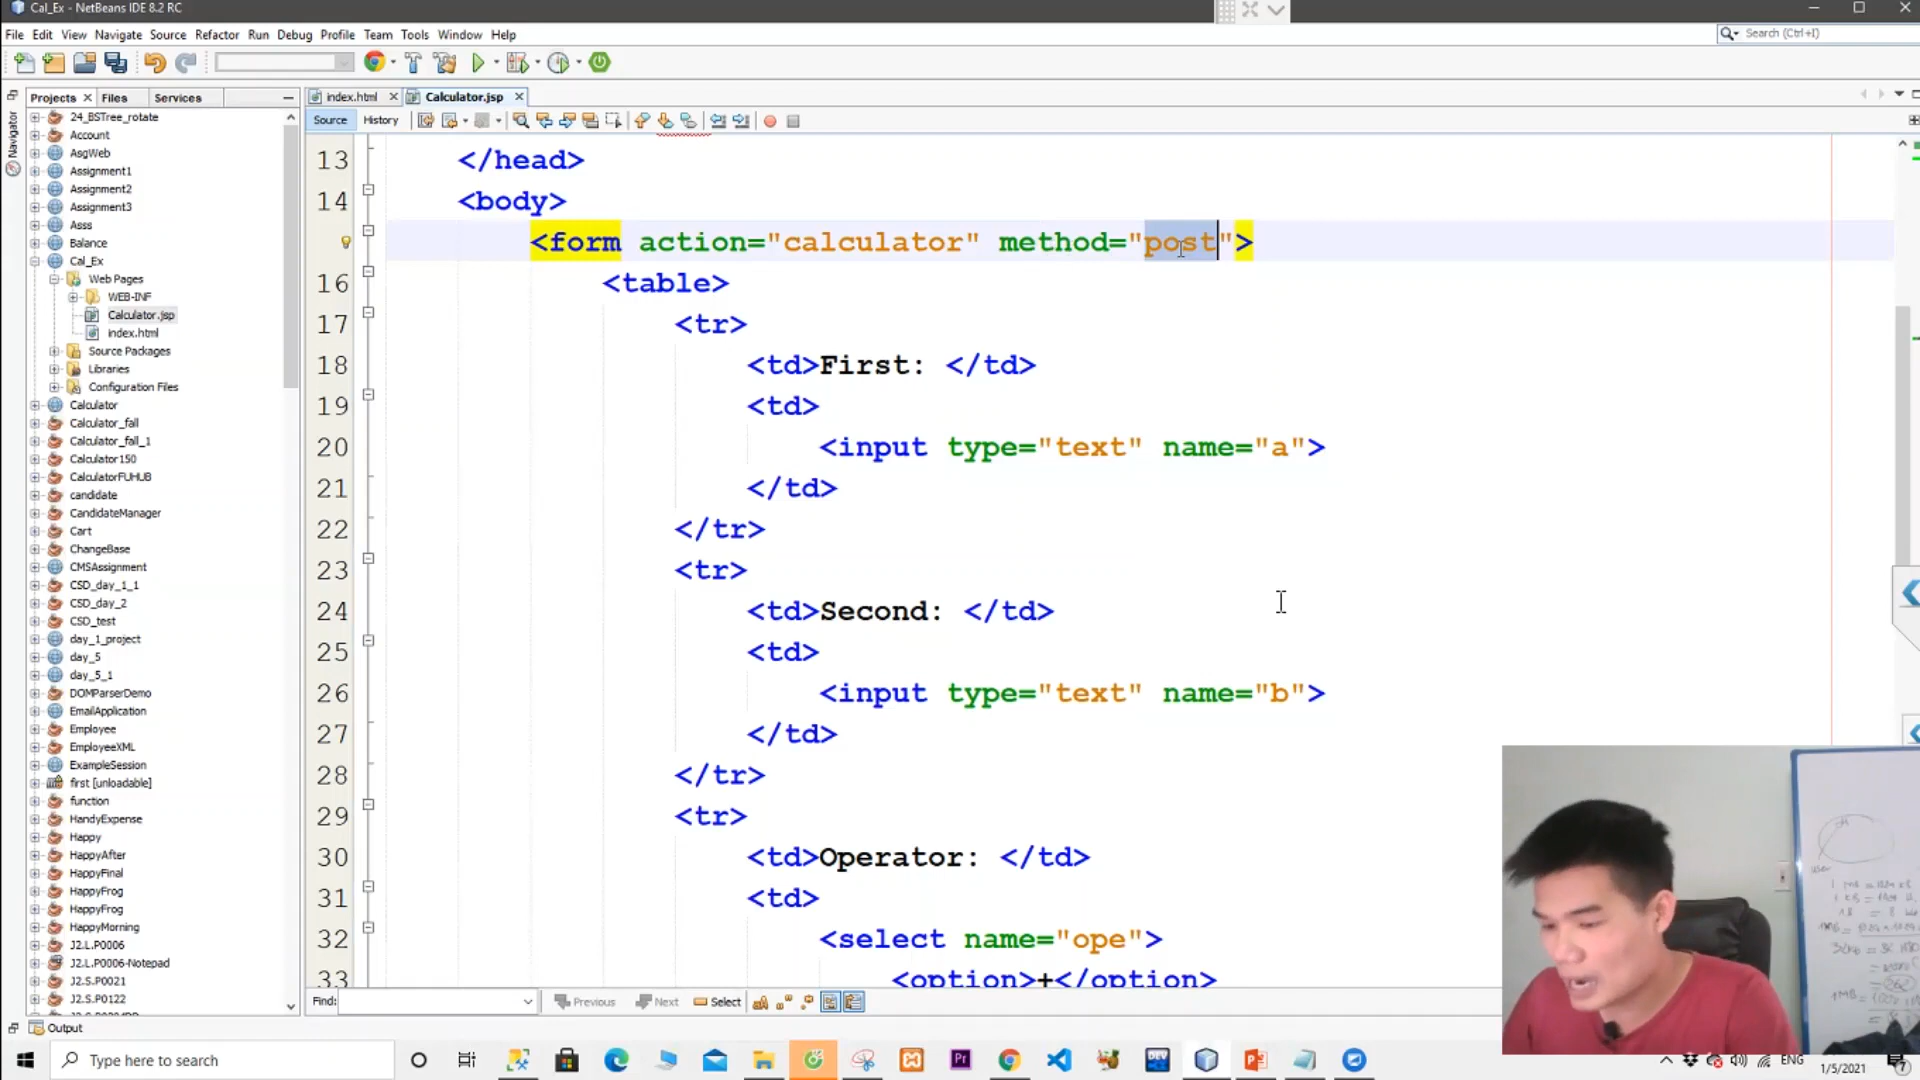 Cal_Ex - NetBeans IDE 8.2 RC
File Edit View Navigate Source Refactor Run Debug Profile Team Tools Window Help
Search (Ctrl+I)
Projects Files Services
index.html Calculator.jsp
Source History
Navigator
24_BSTree_rotate
Account
AsgWeb
Assignment1
Assignment2
Assignment3
Asss
Balance
Cal_Ex
Web Pages
WEB-INF
Calculator.jsp
index.html
Source Packages
Libraries
Configuration Files
Calculator
Calculator_fall
Calculator_fall_1
Calculator150
CalculatorFUHUB
candidate
CandidateManager
Cart
ChangeBase
CMSAssignment
CSD_day_1_1
CSD_day_2
CSD_test
day_1_project
day_5
day_5_1
DOMParserDemo
EmailApplication
Employee
EmployeeXML
ExampleSession
first [unloadable]
function
HandyExpense
Happy
HappyAfter
HappyFinal
HappyFrog
HappyFrog
HappyMorning
J2.L.P0006
J2.L.P0006-Notepad
J2.S.P0021
J2.S.P0122
13 </head>
14 <body>
<form action="calculator" method="post">
16 <table>
17 <tr>
18 <td>First: </td>
19 <td>
20 <input type="text" name="a">
21 </td>
22 </tr>
23 <tr>
24 <td>Second: </td>
25 <td>
26 <input type="text" name="b">
27 </td>
28 </tr>
29 <tr>
30 <td>Operator: </td>
31 <td>
32 <select name="ope">
33 <option>+</option>
Find: Previous Next Select
Output
Type here to search
Pr
DEV
ENG
1/5/2021
7